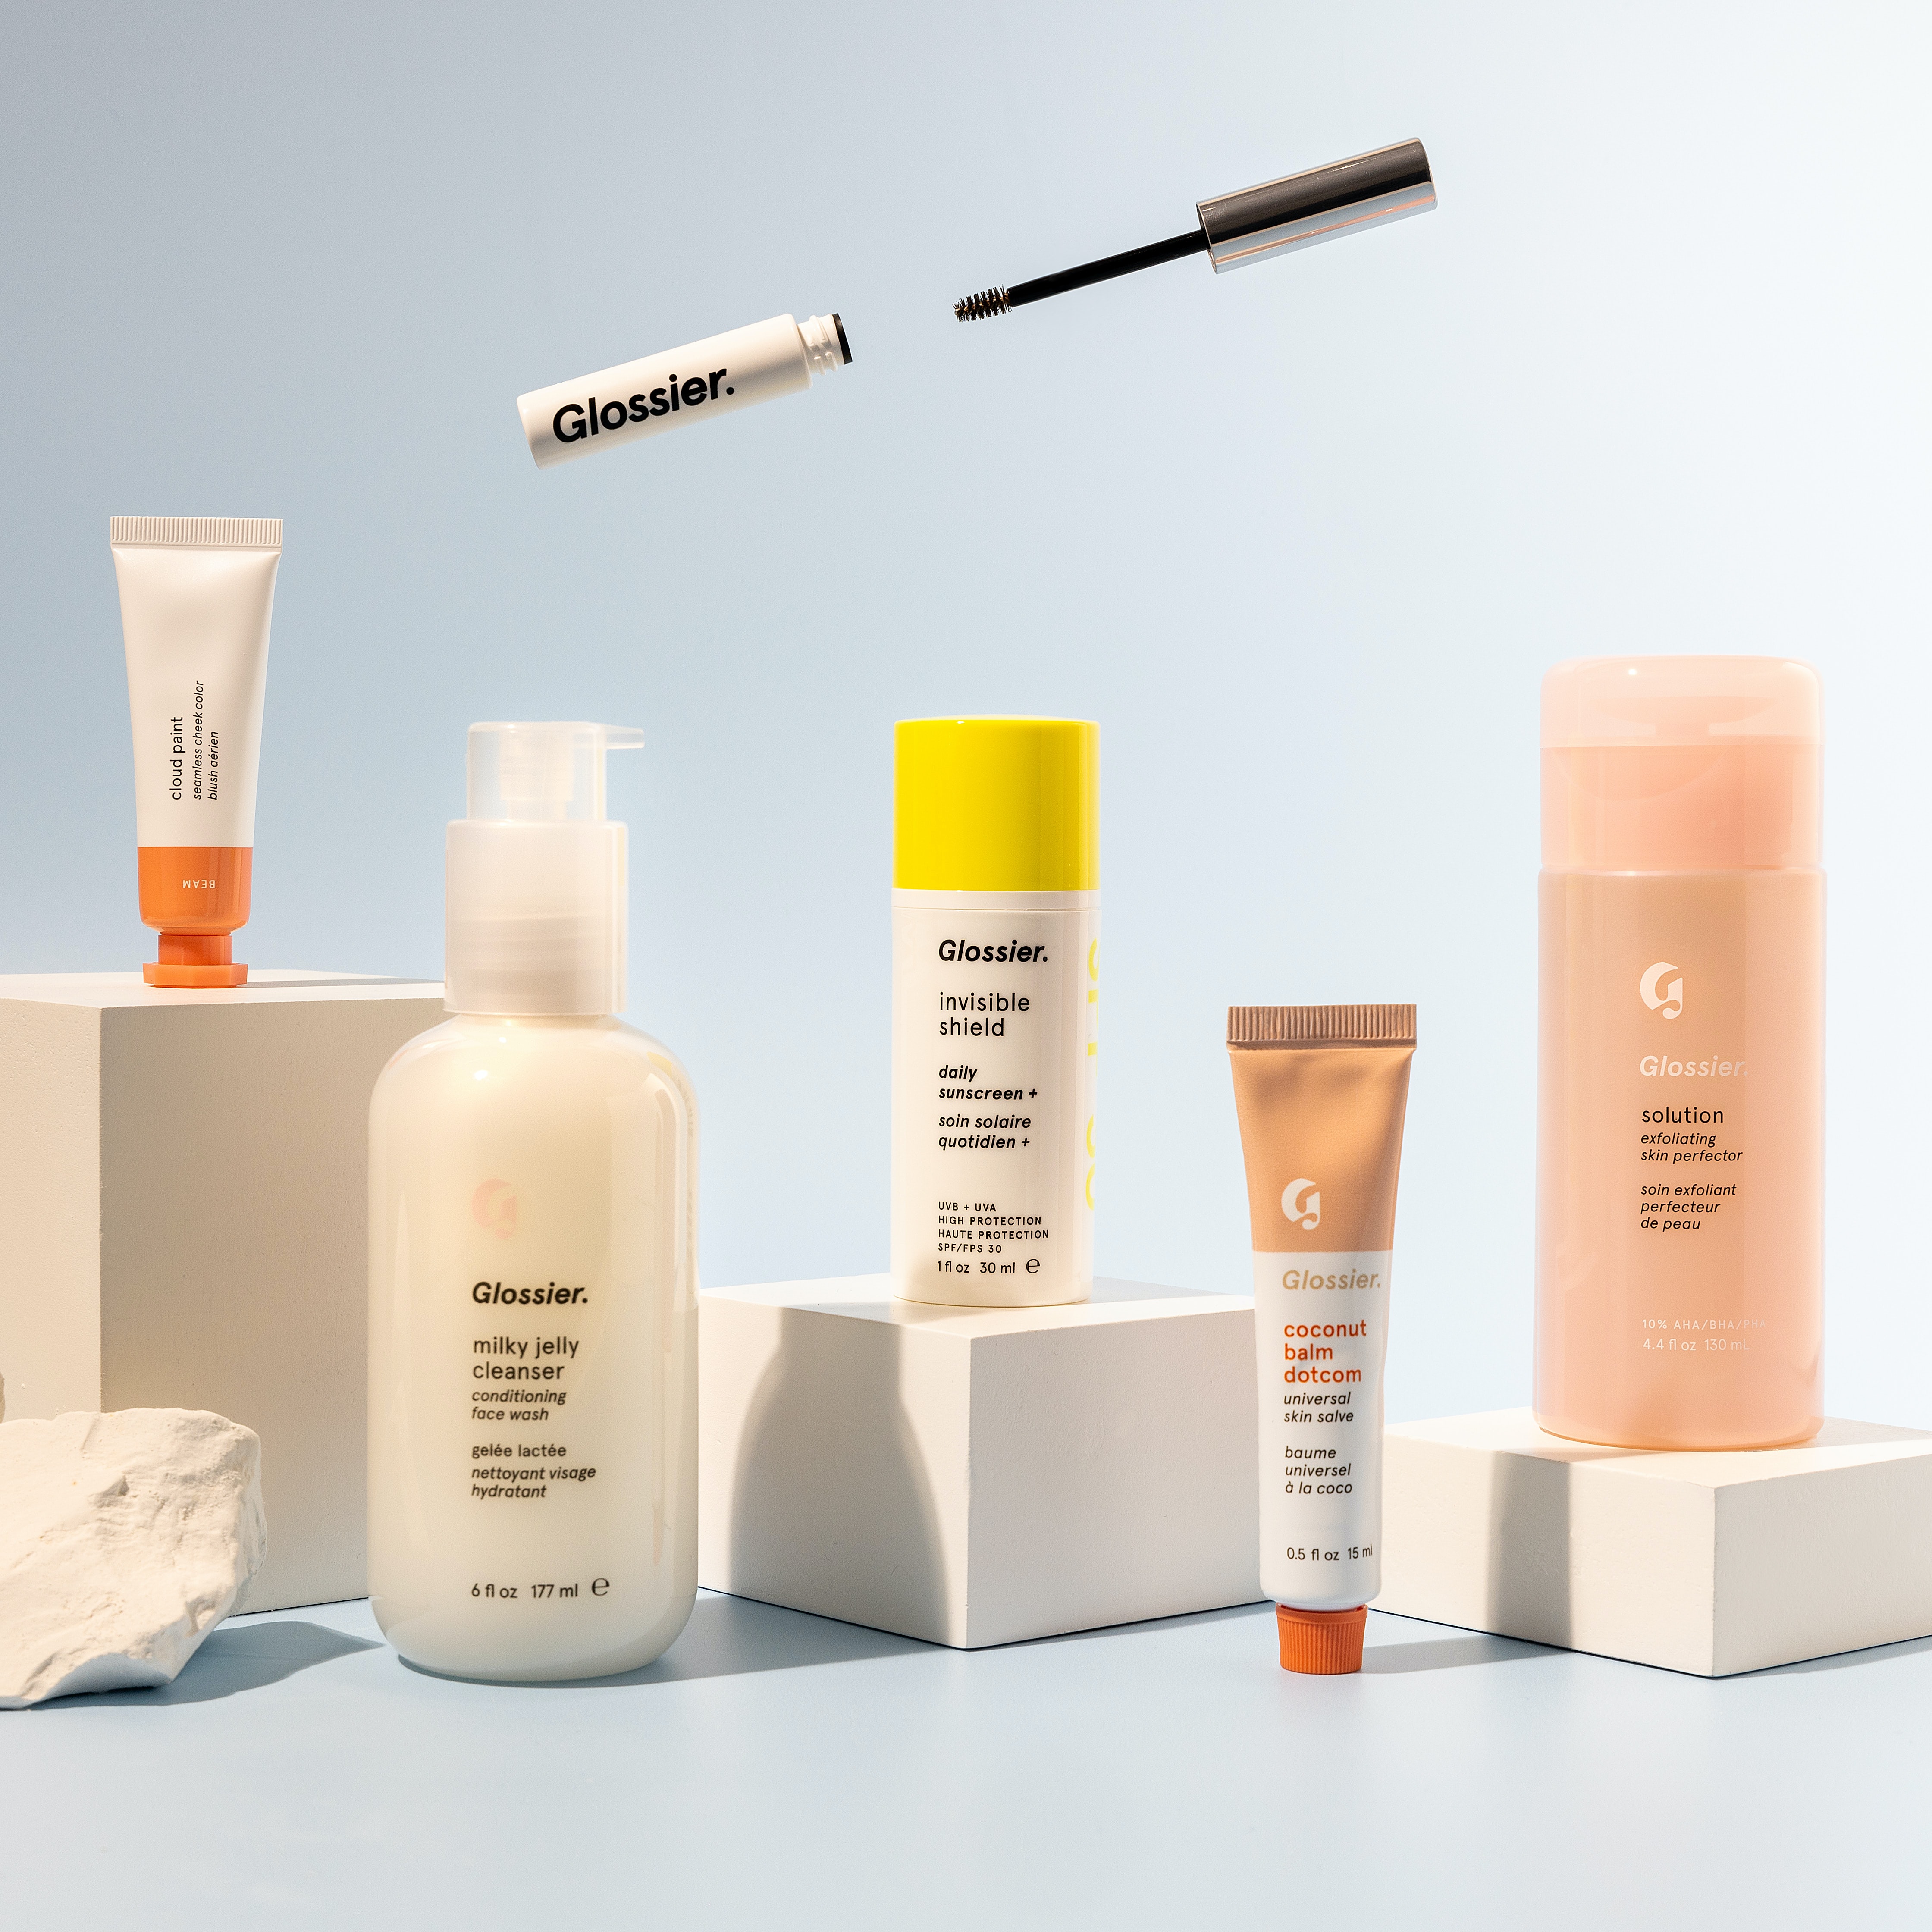 Glossier.
cloud paint
seamless cheek color
blush aérien
BEAM
Glossier.
milky jelly
cleanser
conditioning
face wash
gelée lactée
nettoyant visage
hydratant
6 fl oz 177 ml ℮
Glossier.
invisible
shield
daily
sunscreen +
soin solaire
quotidien +
UVB + UVA
HIGH PROTECTION
HAUTE PROTECTION
SPF/FPS 30
1 fl oz 30 ml ℮
G
Glossier.
coconut
balm
dotcom
universal
skin salve
baume
universel
à la coco
0.5 fl oz 15 ml
G
Glossier.
solution
exfoliating
skin perfector
soin exfoliant
perfecteur
de peau
10% AHA/BHA/PHA
4.4 fl oz 130 mL